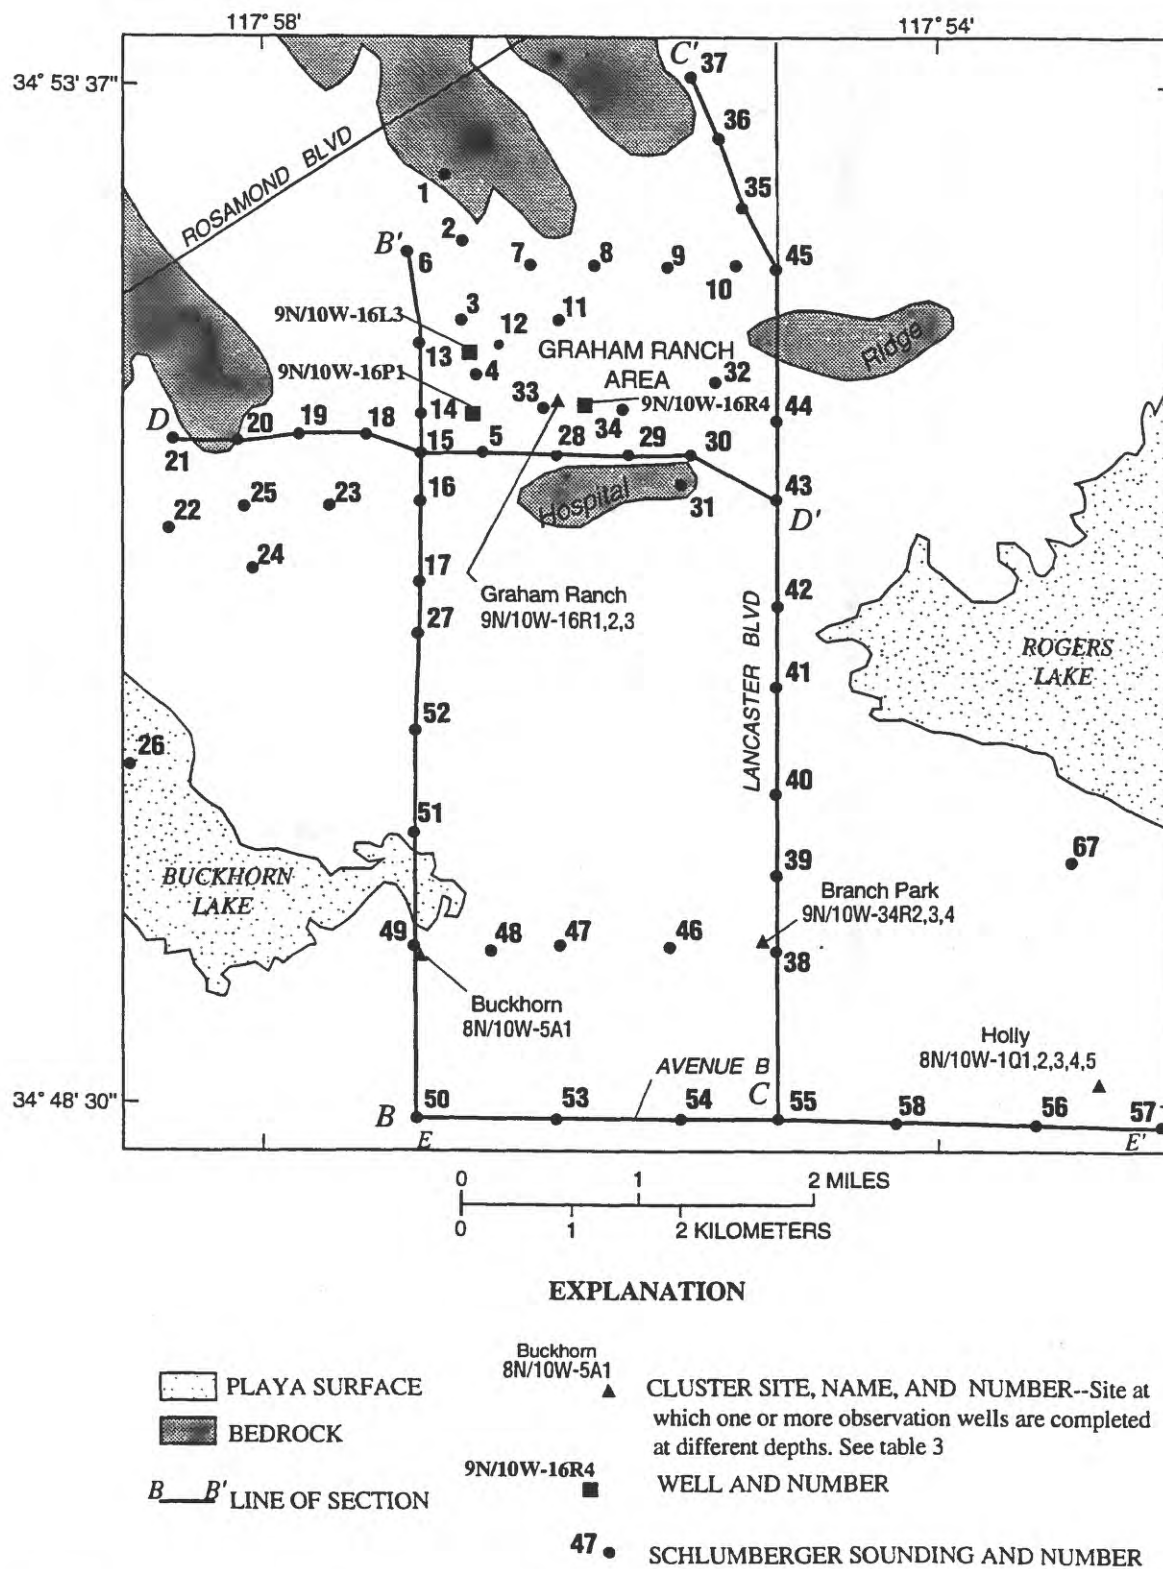 117° 58'
117° 54'
34° 53' 37"
C'
37
36
ROSAMOND BLVD
1
35
2
B'
6
7
8
9
10
45
9N/10W-16L3
3
11
12
13
GRAHAM RANCH
AREA
Ridge
9N/10W-16P1
4
32
33
D
20
19
18
14
34
9N/10W-16R4
44
21
15
5
28
29
30
25
23
16
Hospital
31
43
D'
22
24
17
Graham Ranch
9N/10W-16R1,2,3
42
27
ROGERS
LAKE
41
LANCASTER BLVD
52
26
40
51
39
67
BUCKHORN
LAKE
Branch Park
9N/10W-34R2,3,4
49
48
47
46
38
Buckhorn
8N/10W-5A1
Holly
8N/10W-1Q1,2,3,4,5
AVENUE B
34° 48' 30"
B
50
53
54
C
55
58
56
57
E
E'
0 1 2 MILES
0 1 2 KILOMETERS
EXPLANATION
PLAYA SURFACE
BEDROCK
B B' LINE OF SECTION
Buckhorn
8N/10W-5A1
CLUSTER SITE, NAME, AND NUMBER--Site at
which one or more observation wells are completed
at different depths. See table 3
9N/10W-16R4
WELL AND NUMBER
47
SCHLUMBERGER SOUNDING AND NUMBER